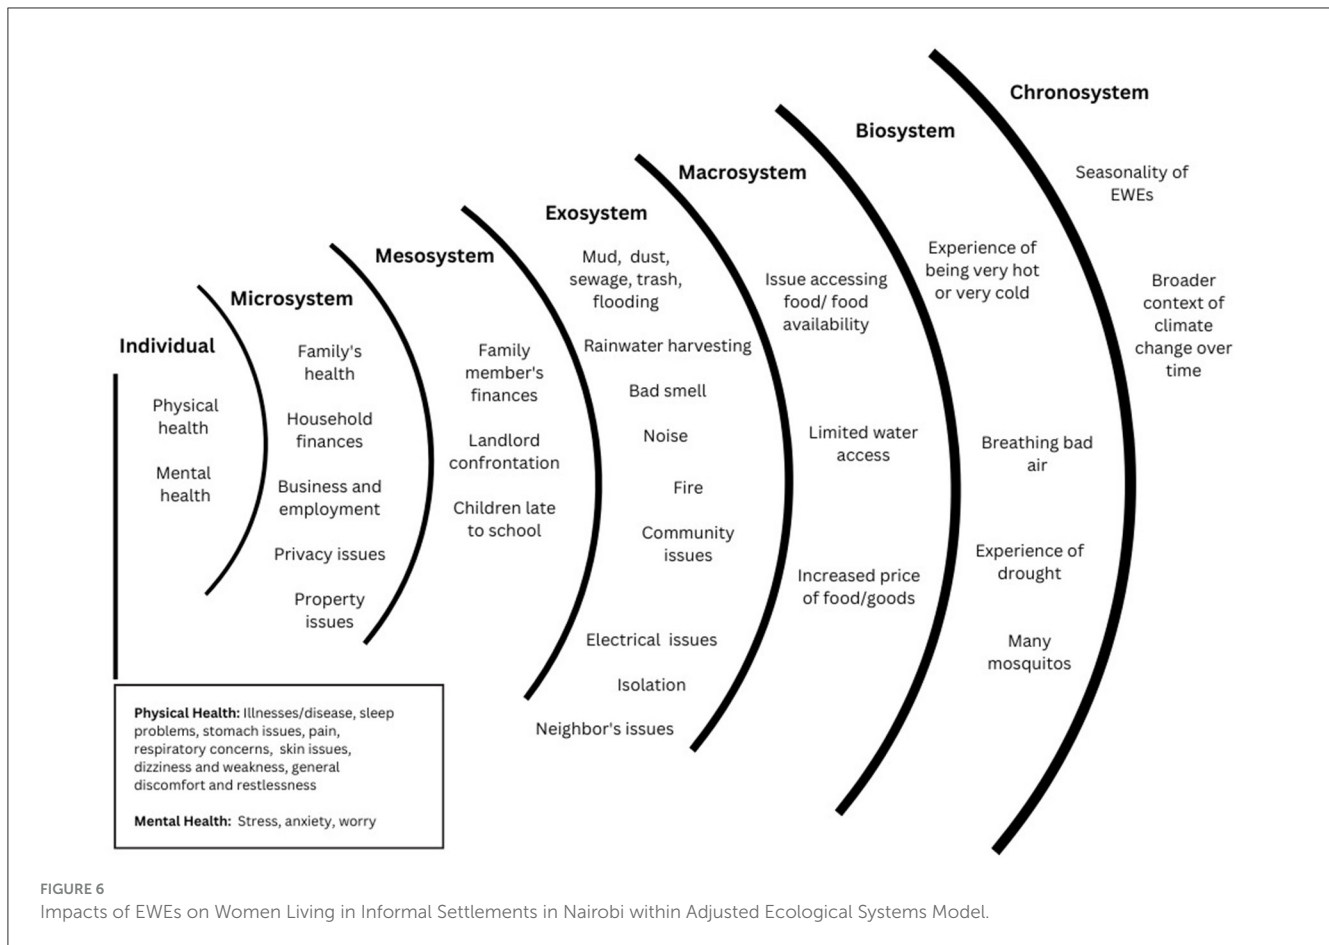 Individual
Physical
health
Mental
health
Microsystem
Family's
health
Household
finances
Business and
employment
Privacy issues
Property
issues
Mesosystem
Family
member's
finances
Landlord
confrontation
Children late
to school
Exosystem
Mud, dust,
sewage, trash,
flooding
Rainwater harvesting
Bad smell
Noise
Fire
Community
issues
Electrical issues
Isolation
Neighbor's issues
Macrosystem
Issue accessing
food/ food
availability
Limited water
access
Increased price
of food/goods
Biosystem
Experience of
being very hot
or very cold
Breathing bad
air
Experience of
drought
Many
mosquitos
Chronosystem
Seasonality of
EWEs
Broader
context of
climate
change over
time
Physical Health: Illnesses/disease, sleep
problems, stomach issues, pain,
respiratory concerns, skin issues,
dizziness and weakness, general
discomfort and restlessness
Mental Health: Stress, anxiety, worry
FIGURE 6
Impacts of EWEs on Women Living in Informal Settlements in Nairobi within Adjusted Ecological Systems Model.